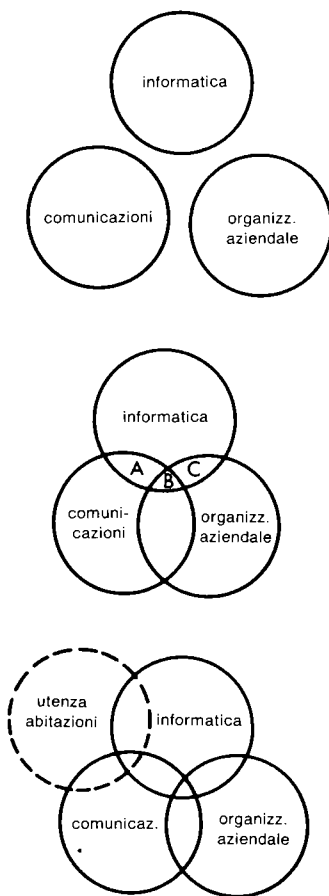 informatica
comunicazioni
organizz.
aziendale
informatica
A
B
C
comuni-
cazioni
organizz.
aziendale
utenza
abitazioni
informatica
comunicaz.
organizz.
aziendale